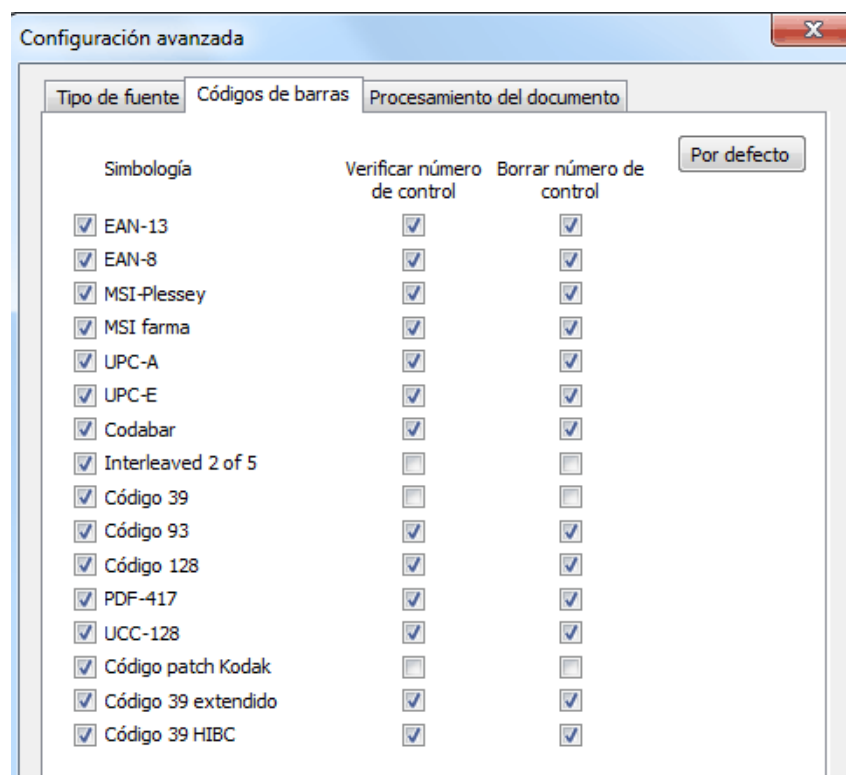 Configuración avanzada
Tipo de fuente
Códigos de barras
Procesamiento del documento
Simbología
Verificar número
de control
Borrar número de
control
Por defecto
EAN-13
EAN-8
MSI-Plessey
MSI farma
UPC-A
UPC-E
Codabar
Interleaved 2 of 5
Código 39
Código 93
Código 128
PDF-417
UCC-128
Código patch Kodak
Código 39 extendido
Código 39 HIBC